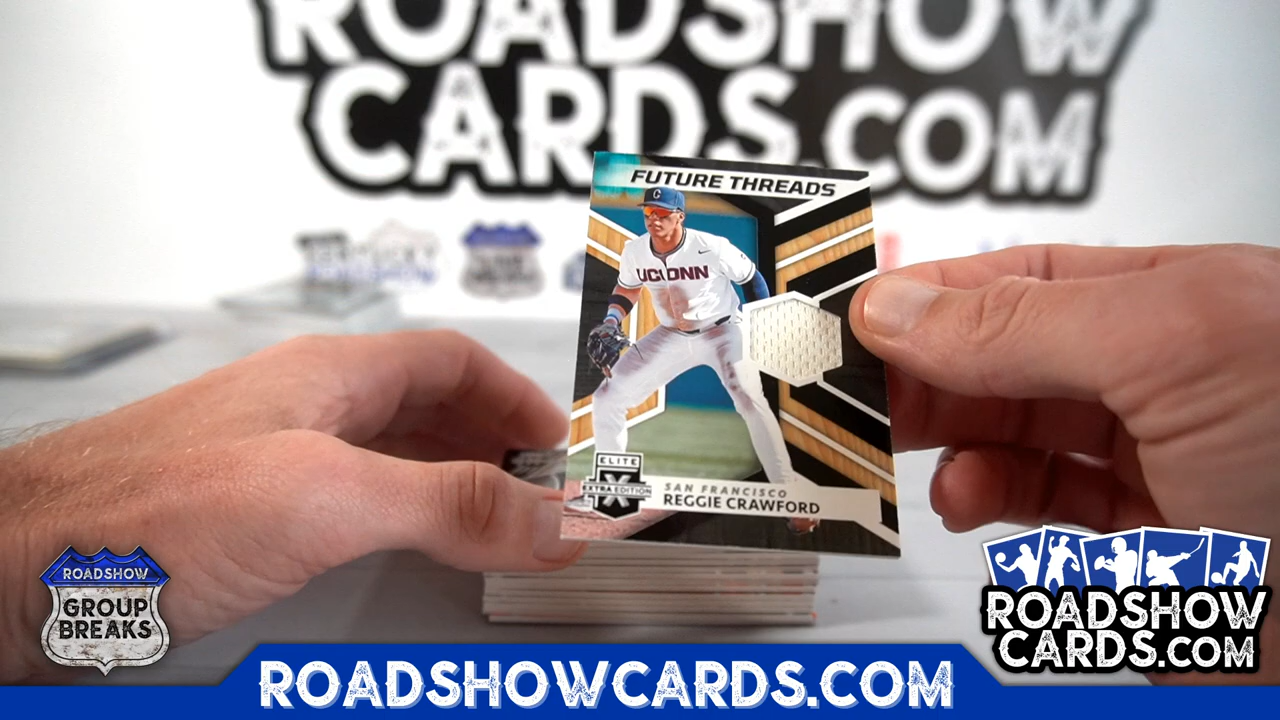 ROADSHOW
CARDS.COM
FUTURE THREADS
C
UCONN
ELITE
EXTRA EDITION
X
SAN FRANCISCO
REGGIE CRAWFORD
ROADSHOW
GROUP
BREAKS
ROADSHOW
CARDS.COM
ROADSHOWCARDS.COM